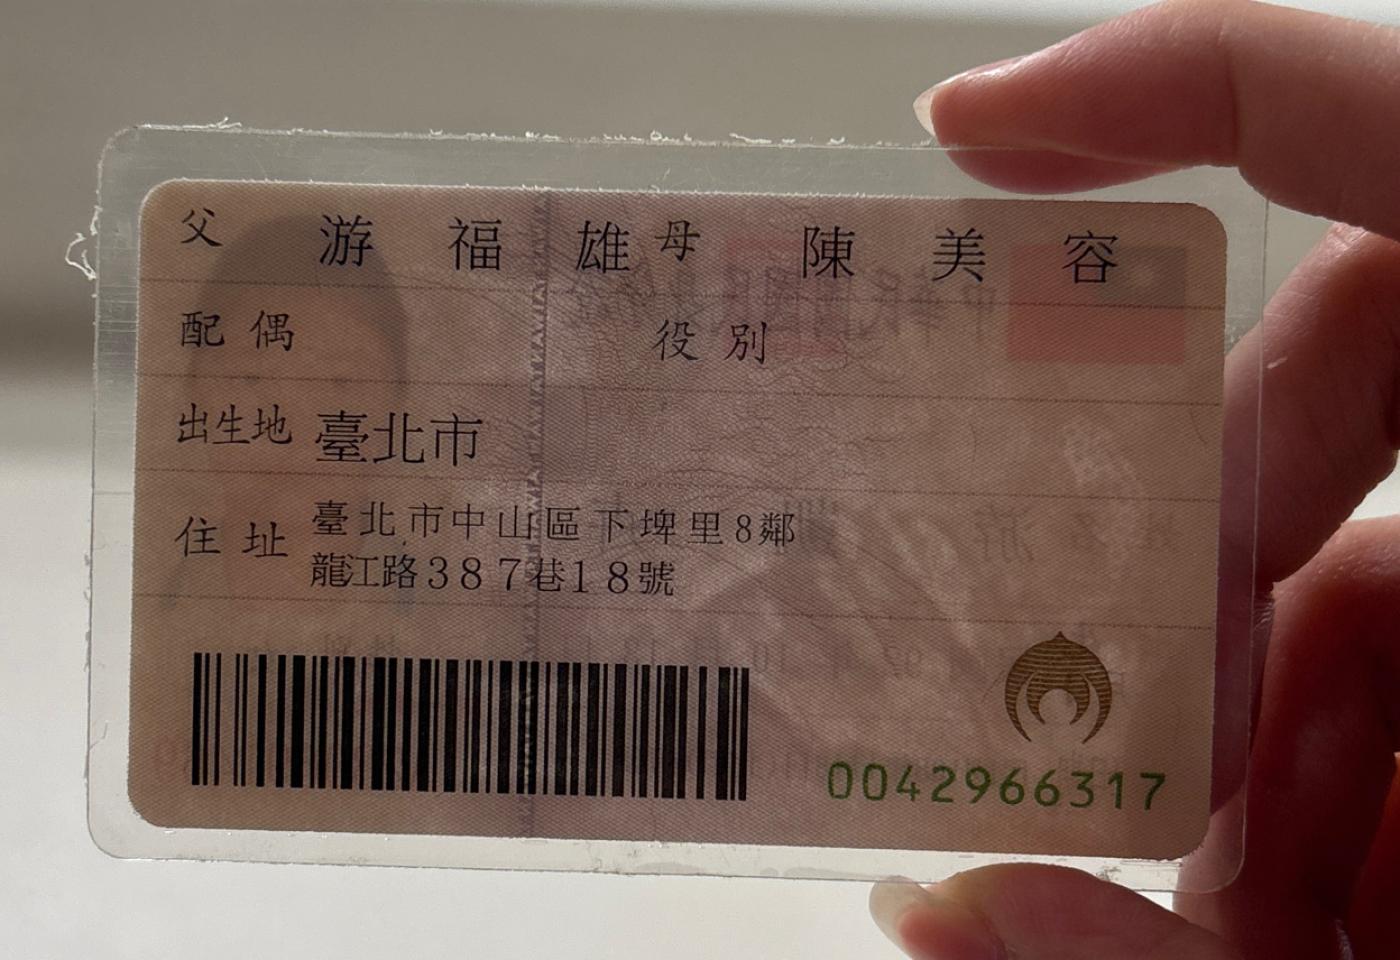 父 游福雄 母 陳美容
配偶 役別
出生地 臺北市
住址 臺北市中山區下埤里8鄰
龍江路387巷18號
0042966317